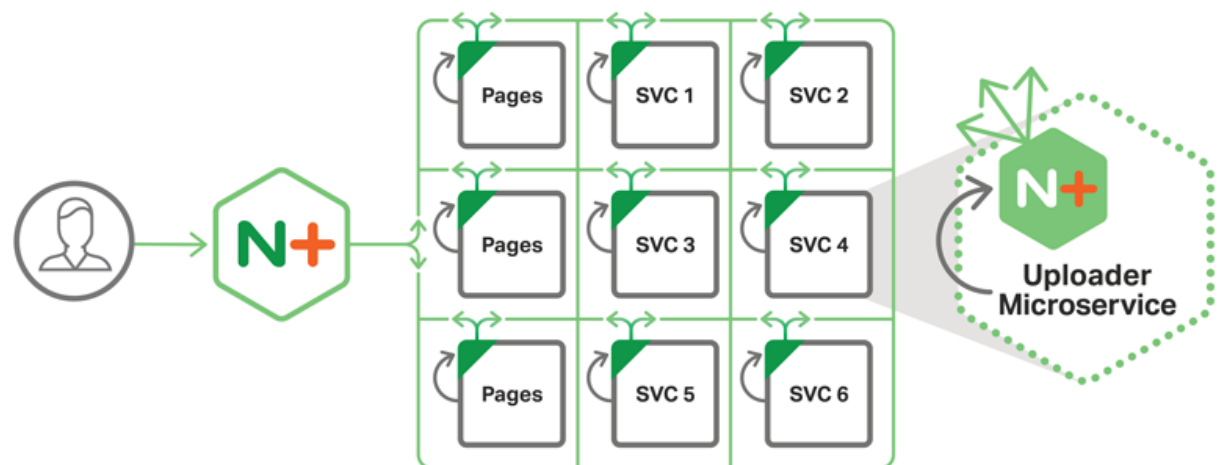 Pages
SVC 1
SVC 2
N+
N+
Pages
SVC 3
SVC 4
Uploader
Microservice
Pages
SVC 5
SVC 6